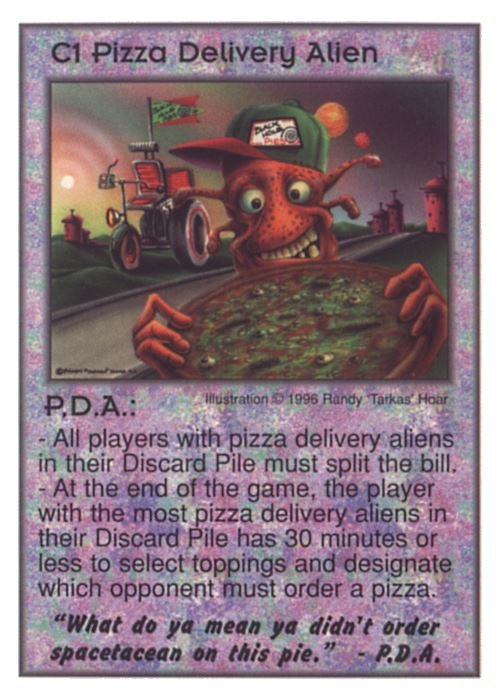 C1 Pizza Delivery Alien
BLACK
HOLE
PIES
P.D.A.:
Illustration © 1996 Randy 'Tarkas' Hoar
- All players with pizza delivery aliens
in their Discard Pile must split the bill.
- At the end of the game, the player
with the most pizza delivery aliens in
their Discard Pile has 30 minutes or
less to select toppings and designate
which opponent must order a pizza.
"What do ya mean ya didn't order
spacetacean on this pie." - P.D.A.